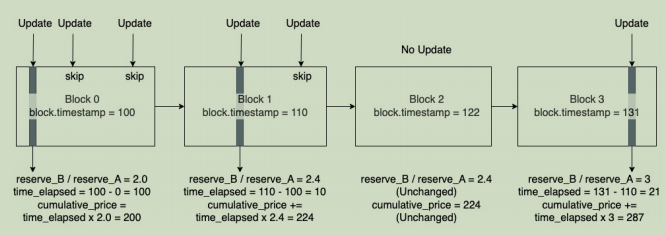 Update Update Update
skip skip
Block 0
block.timestamp = 100
reserve_B / reserve_A = 2.0
time_elapsed = 100 - 0 = 100
cumulative_price =
time_elapsed x 2.0 = 200
Update Update
skip
Block 1
block.timestamp = 110
reserve_B / reserve_A = 2.4
time_elapsed = 110 - 100 = 10
cumulative_price +=
time_elapsed x 2.4 = 224
No Update
Block 2
block.timestamp = 122
reserve_B / reserve_A = 2.4
(Unchanged)
cumulative_price = 224
(Unchanged)
Update
Block 3
block.timestamp = 131
reserve_B / reserve_A = 3
time_elapsed = 131 - 110 = 21
cumulative_price +=
time_elapsed x 3 = 287